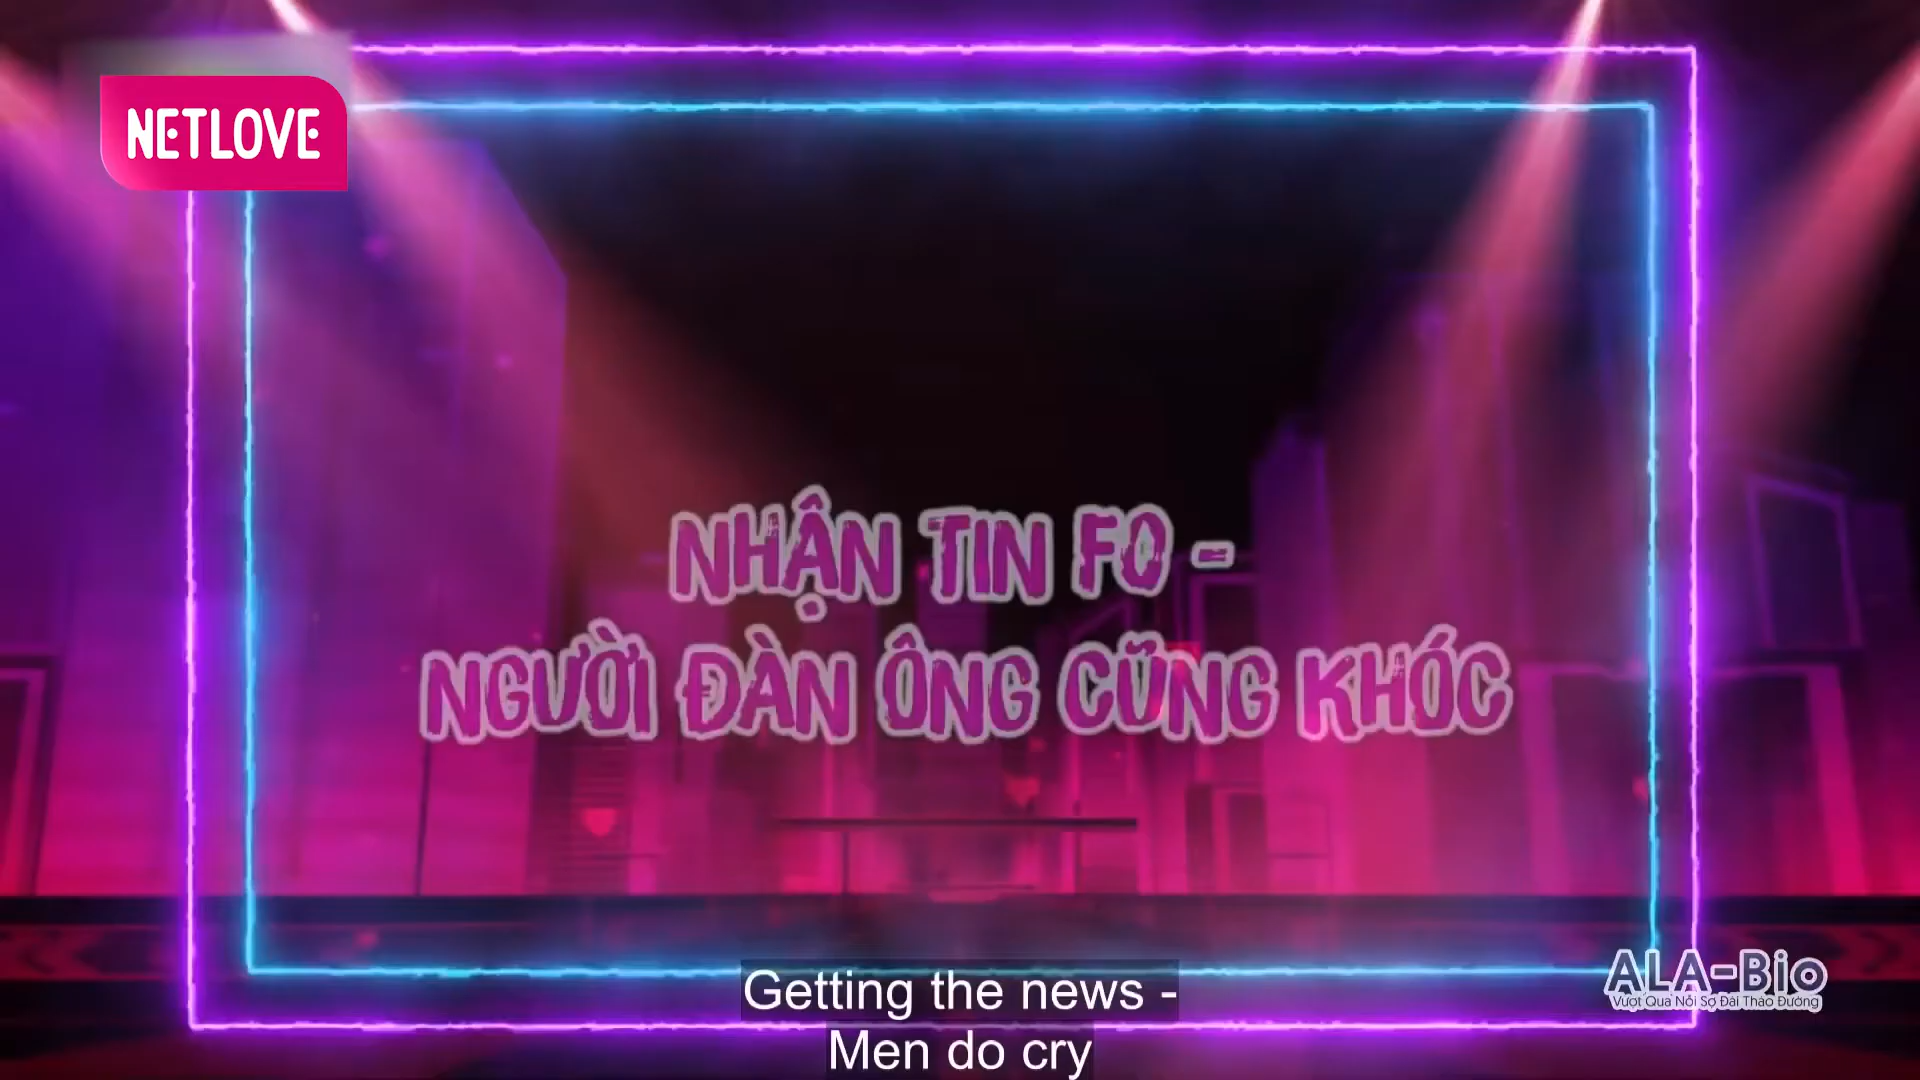 NETLOVE
NHẬN TIN F0 -
NGƯỜI ĐÀN ÔNG CŨNG KHÓC
ALA-Bio
Vượt Qua Nỗi Sợ Đái Tháo Đường
Getting the news -
Men do cry